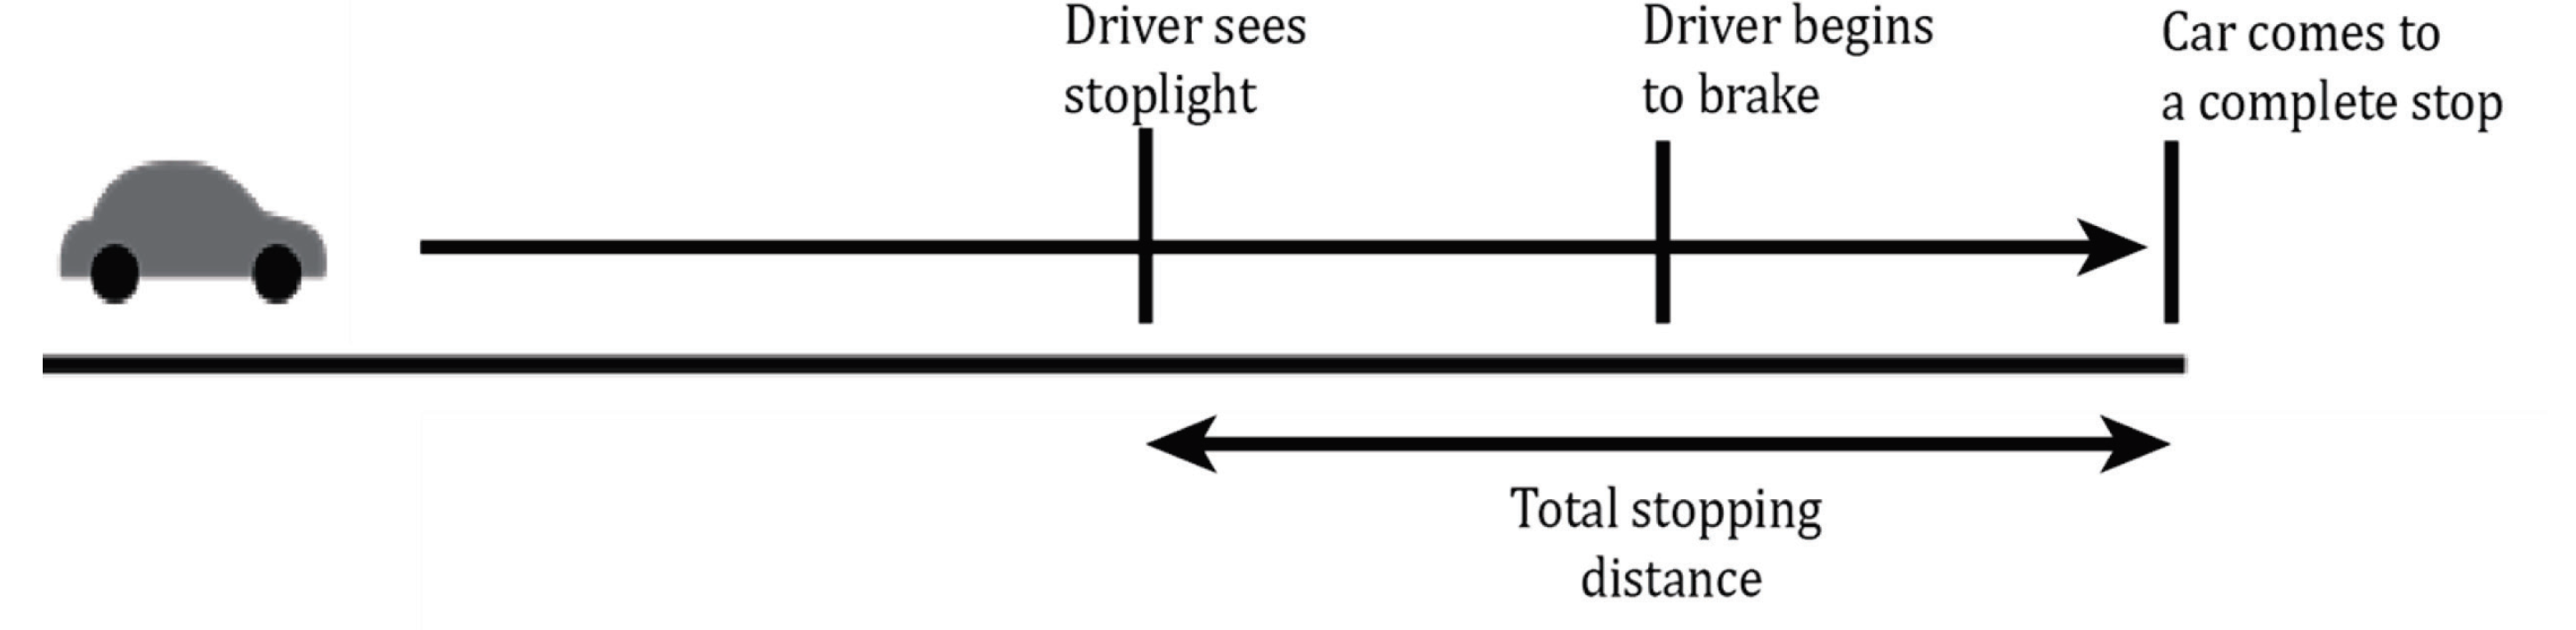 Driver sees
stoplight
Driver begins
to brake
Car comes to
a complete stop
Total stopping
distance